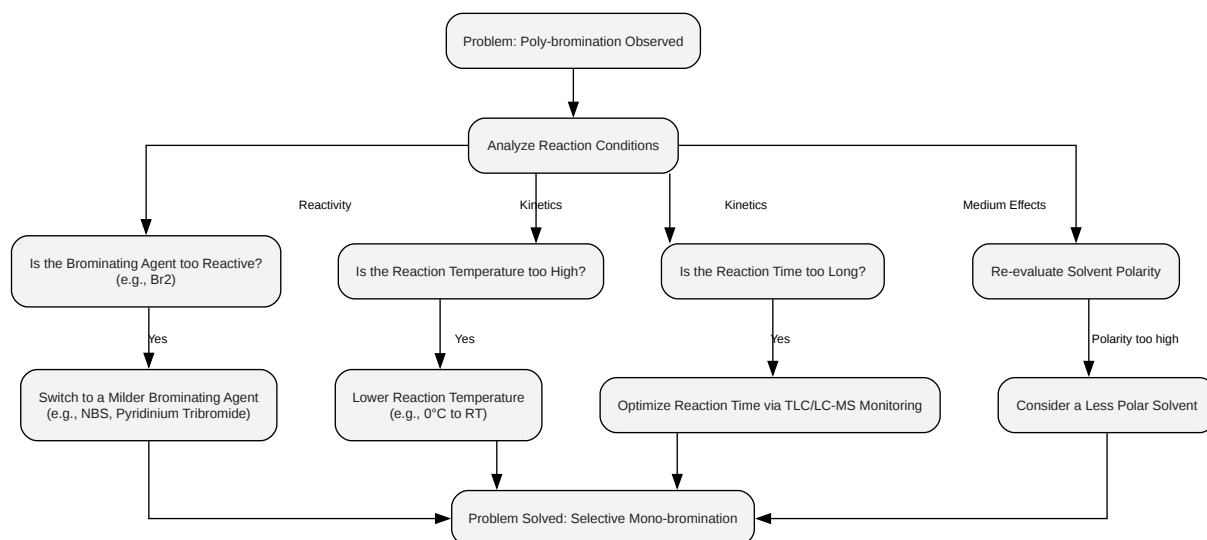 Problem: Poly-bromination Observed
Analyze Reaction Conditions
Reactivity
Kinetics
Kinetics
Medium Effects
Is the Brominating Agent too Reactive?
(e.g., Br2)
Is the Reaction Temperature too High?
Is the Reaction Time too Long?
Re-evaluate Solvent Polarity
Yes
Yes
Yes
Polarity too high
Switch to a Milder Brominating Agent
(e.g., NBS, Pyridinium Tribromide)
Lower Reaction Temperature
(e.g., 0°C to RT)
Optimize Reaction Time via TLC/LC-MS Monitoring
Consider a Less Polar Solvent
Problem Solved: Selective Mono-bromination